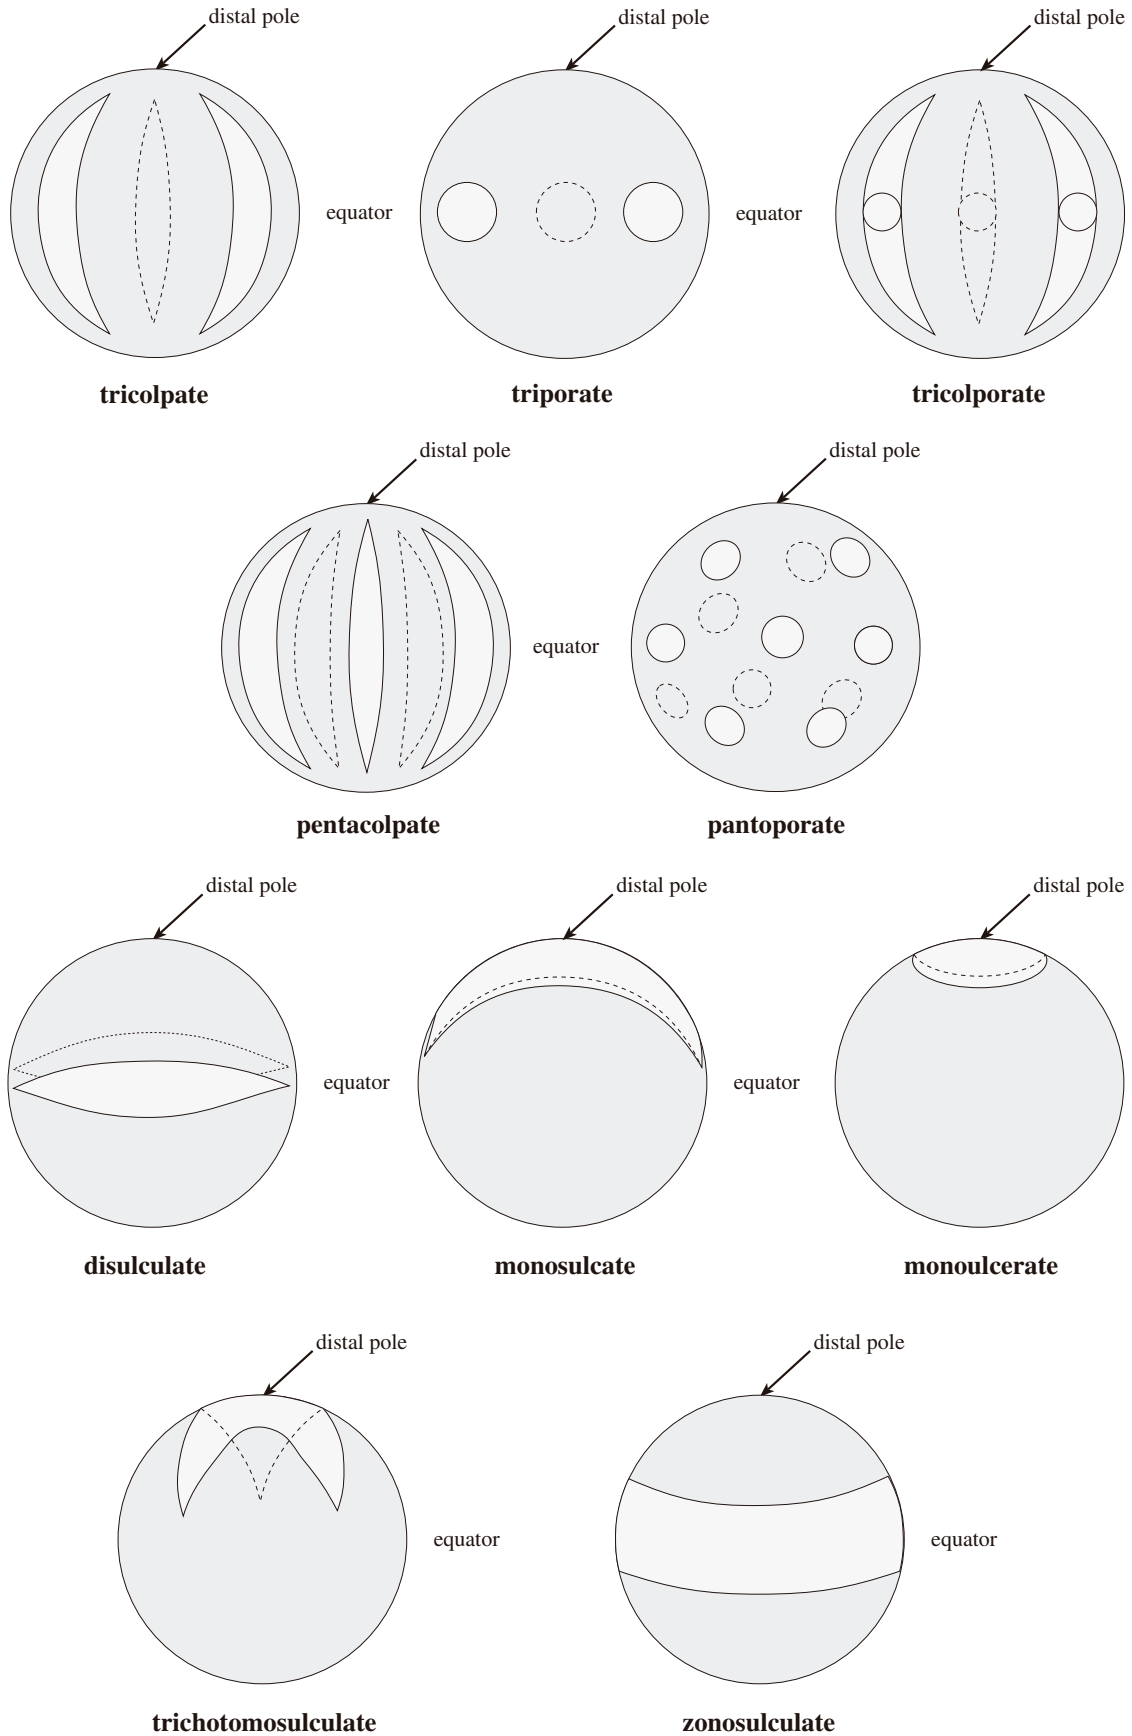 distal pole
distal pole
distal pole
equator
equator
tricolpate
triporate
tricolporate
distal pole
distal pole
equator
pentacolpate
pantoporate
distal pole
distal pole
distal pole
equator
equator
disulculate
monosulcate
monoulcerate
distal pole
distal pole
equator
equator
trichotomosulculate
zonosulculate